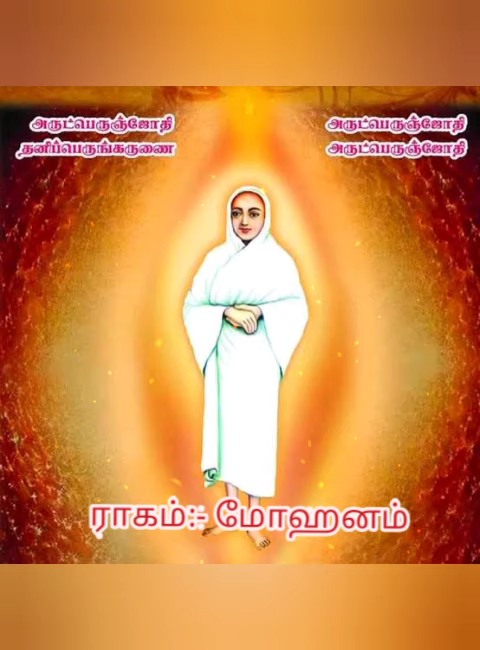 அருட்பெருஞ்ஜோதி
தனிப்பெருங்கருணை
அருட்பெருஞ்ஜோதி
அருட்பெருஞ்ஜோதி
ராகம்:- மோஹனம்